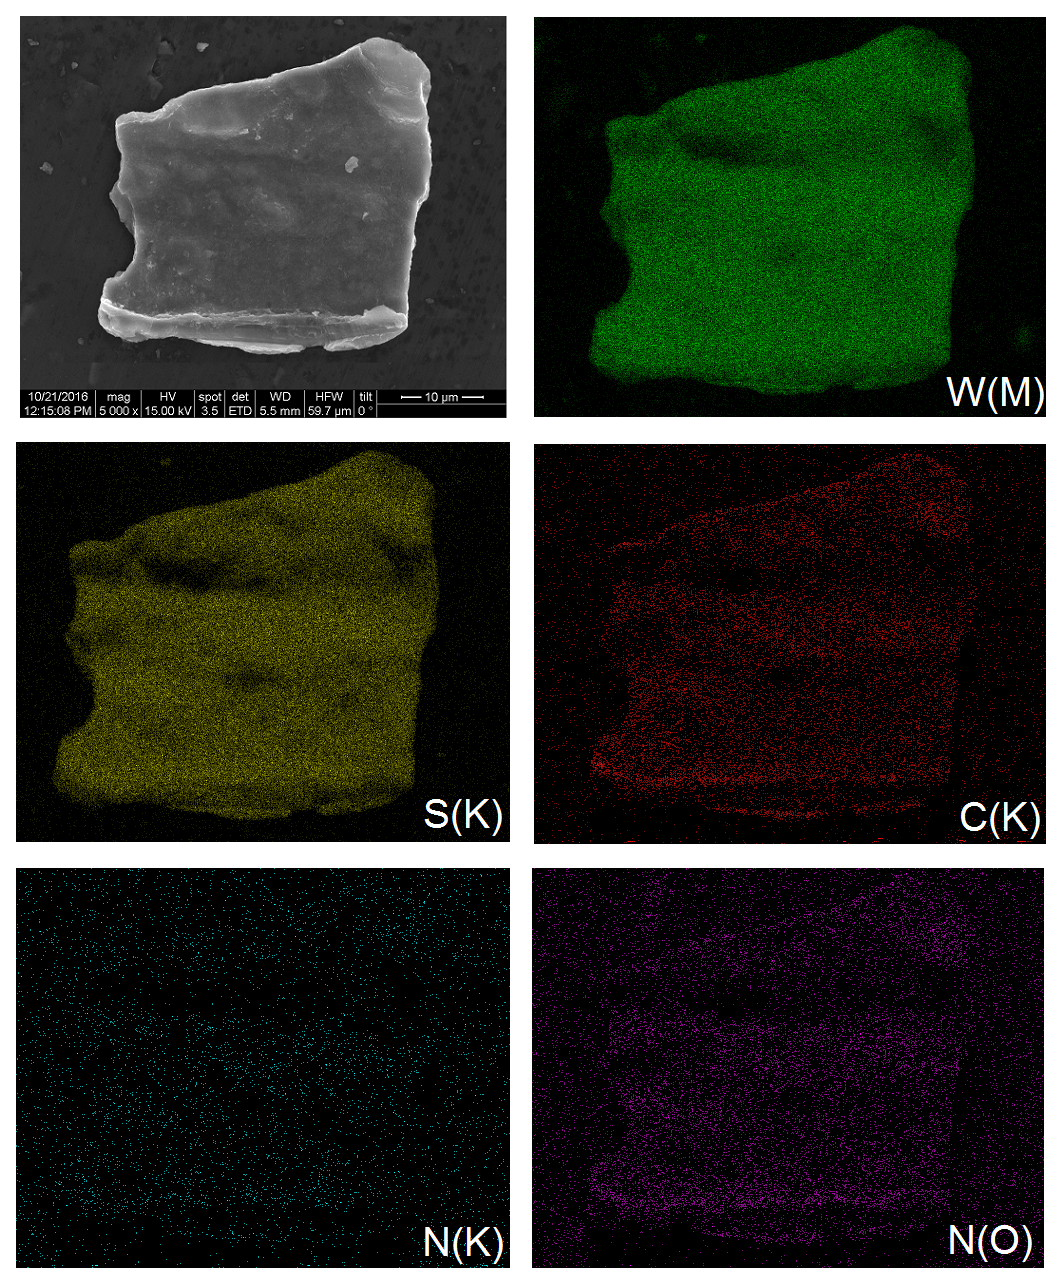 10/21/2016 mag HV spot det WD HFW tilt
12:15:08 PM 5 000 x 15.00 kV 3.5 ETD 5.5 mm 59.7 µm 0 ° 10 µm
W(M)
S(K)
C(K)
N(K)
N(O)